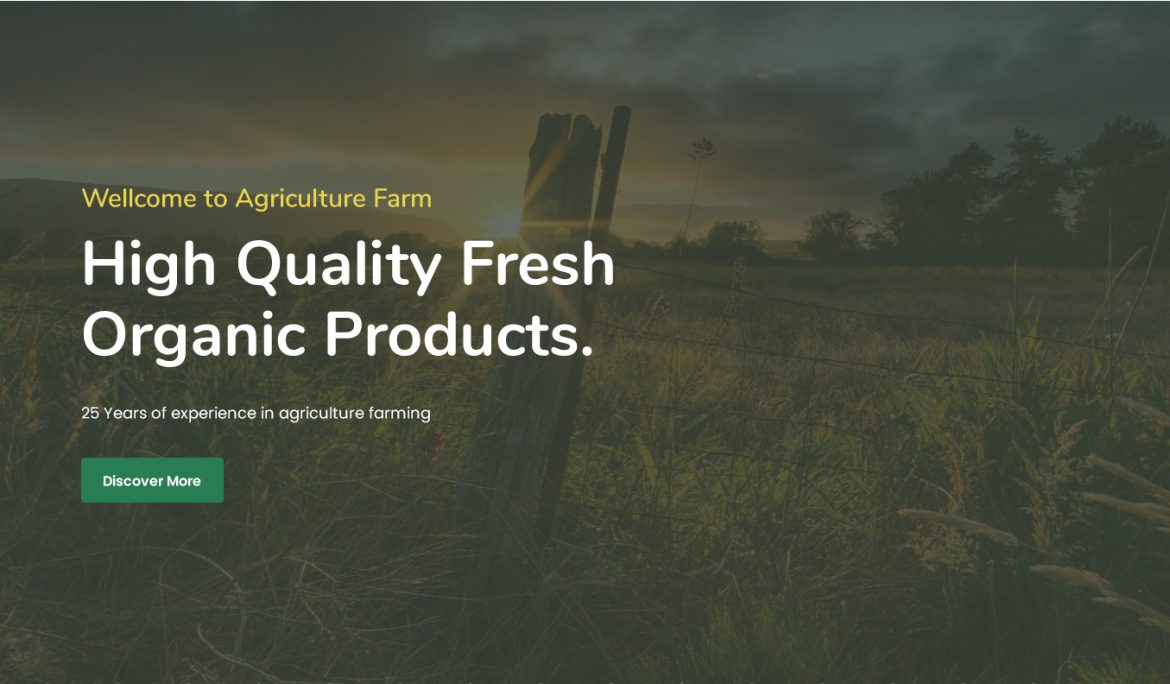 Wellcome to Agriculture Farm
High Quality Fresh
Organic Products.
25 Years of experience in agriculture farming
Discover More